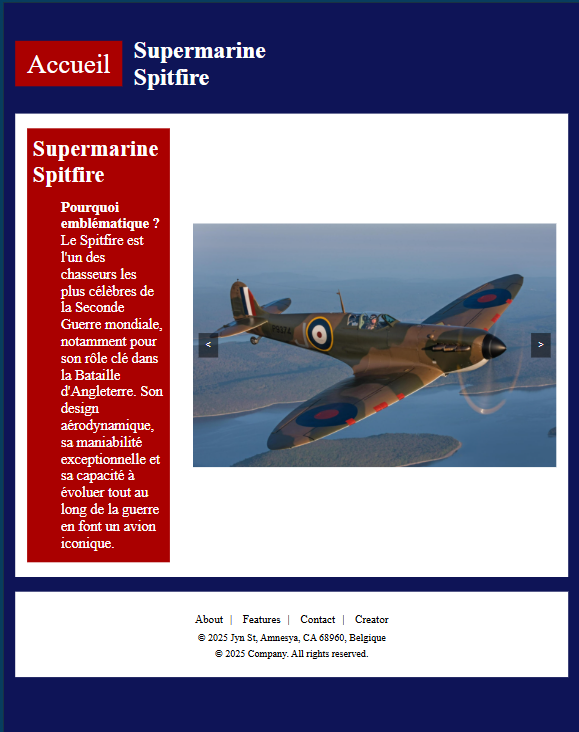 Accueil
Supermarine
Spitfire
Supermarine
Spitfire
Pourquoi
emblématique ?
Le Spitfire est
l'un des
chasseurs les
plus célèbres de
la Seconde
Guerre mondiale,
notamment pour
son rôle clé dans
la Bataille
d'Angleterre. Son
design
aérodynamique,
sa maniabilité
exceptionnelle et
sa capacité à
évoluer tout au
long de la guerre
en font un avion
iconique.
<
>
About | Features | Contact | Creator
© 2025 Jyn St, Amnesya, CA 68960, Belgique
© 2025 Company. All rights reserved.